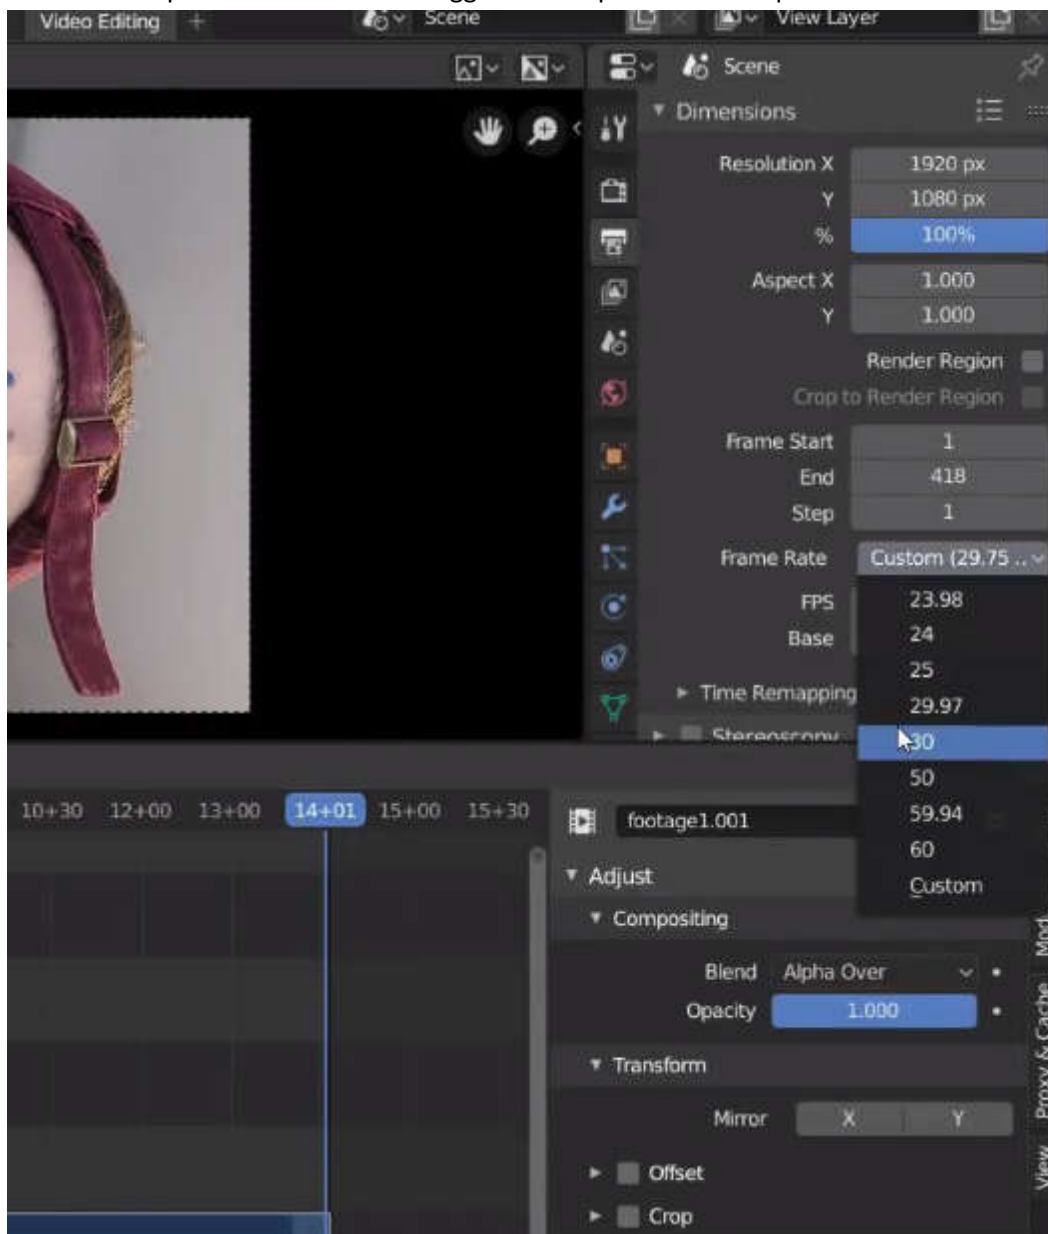 Video Editing
Scene
View Layer
Scene
Dimensions
Resolution X 1920 px
Y 1080 px
% 100%
Aspect X 1.000
Y 1.000
Render Region
Crop to Render Region
Frame Start 1
End 418
Step 1
Frame Rate Custom (29.75 ..
FPS
Base
23.98
24
25
29.97
30
50
59.94
60
Custom
Time Remapping
Stereoscopy
10+30 12+00 13+00 14+01 15+00 15+30
footage1.001
Adjust
Compositing
Blend Alpha Over
Opacity 1.000
Transform
Mirror X Y
Offset
Crop
Proxy & Cache
View